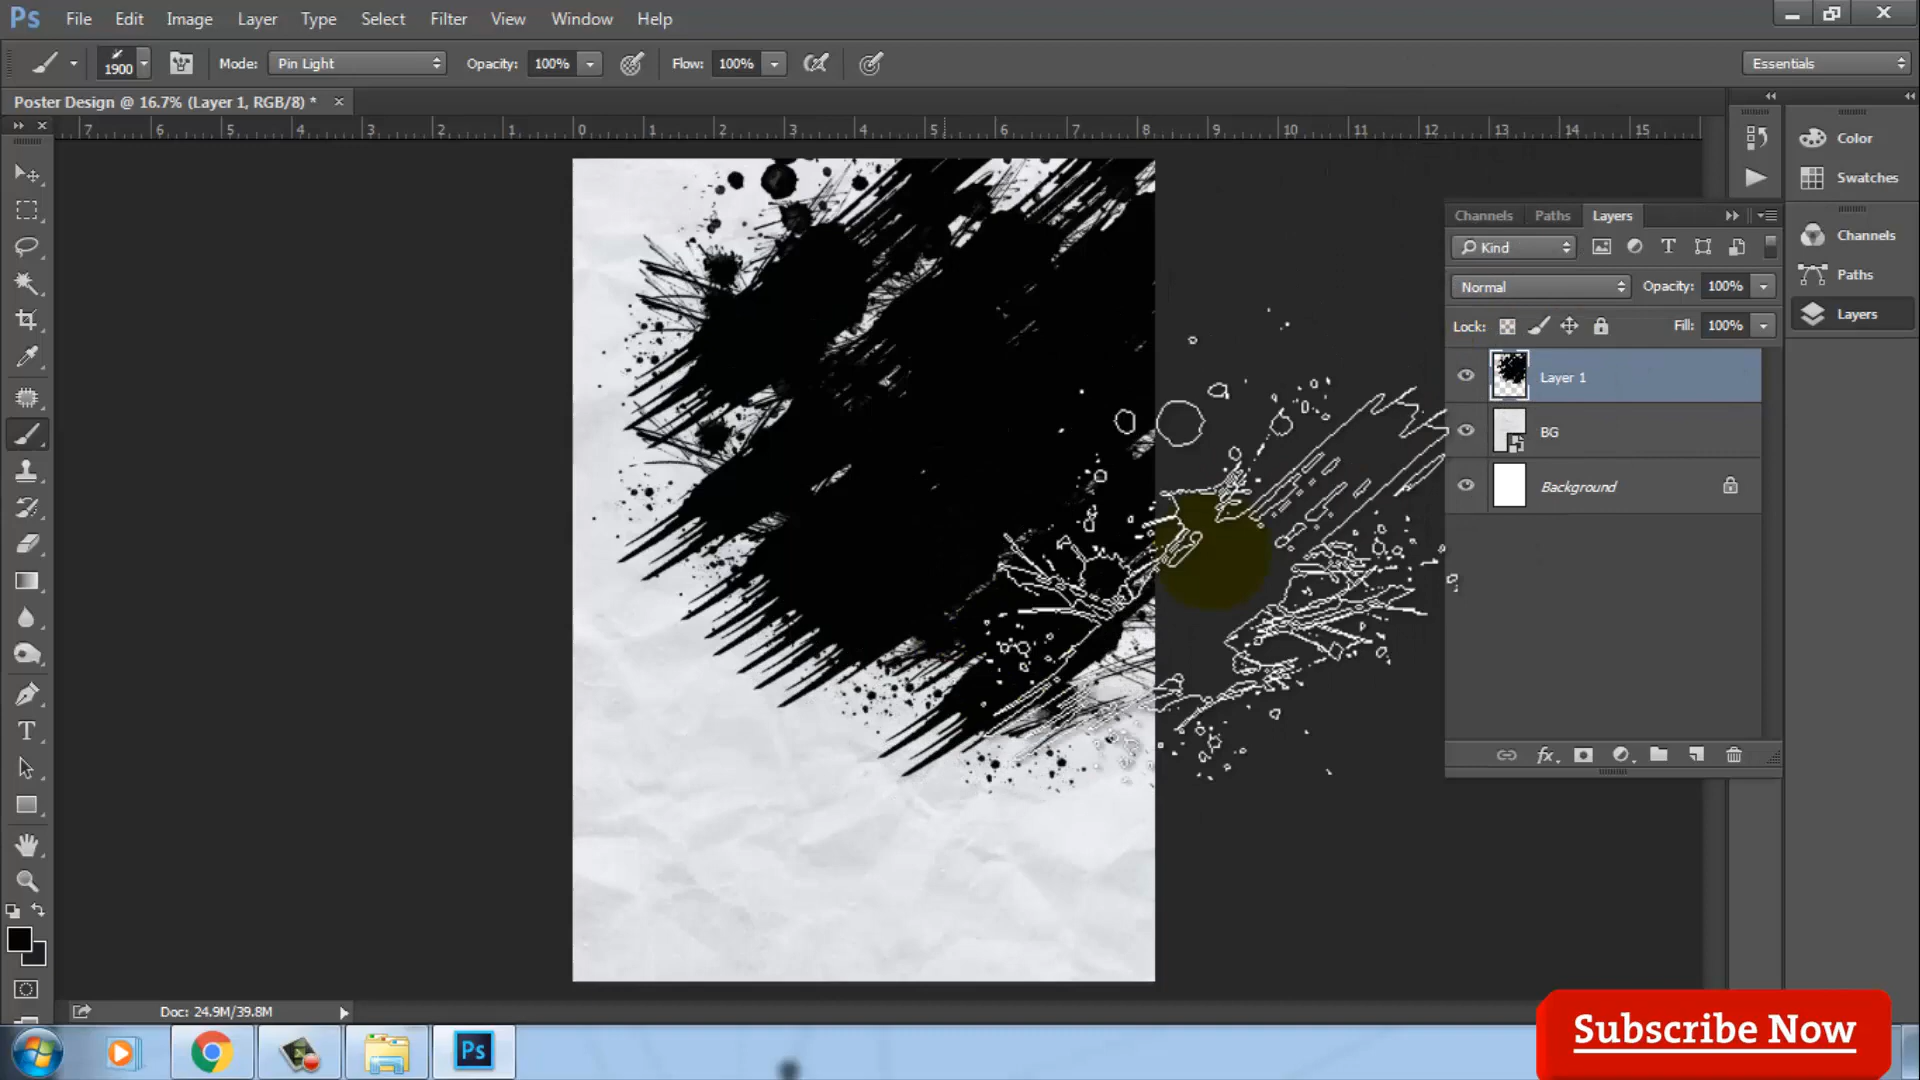 Ps File Edit Image Layer Type Select Filter View Window Help
1900 Mode: Pin Light Opacity: 100% Flow: 100% Essentials
Poster Design @ 16.7% (Layer 1, RGB/8) * ×
7 6 5 4 3 2 1 0 1 2 3 4 5 6 7 8 9 10 11 12 13 14 15
Color
Swatches
Channels
Paths
Layers
Channels Paths Layers
Kind
Normal Opacity: 100%
Lock: Fill: 100%
Layer 1
BG
Background
fx
T
Doc: 24.9M/39.8M
Ps
Subscribe Now